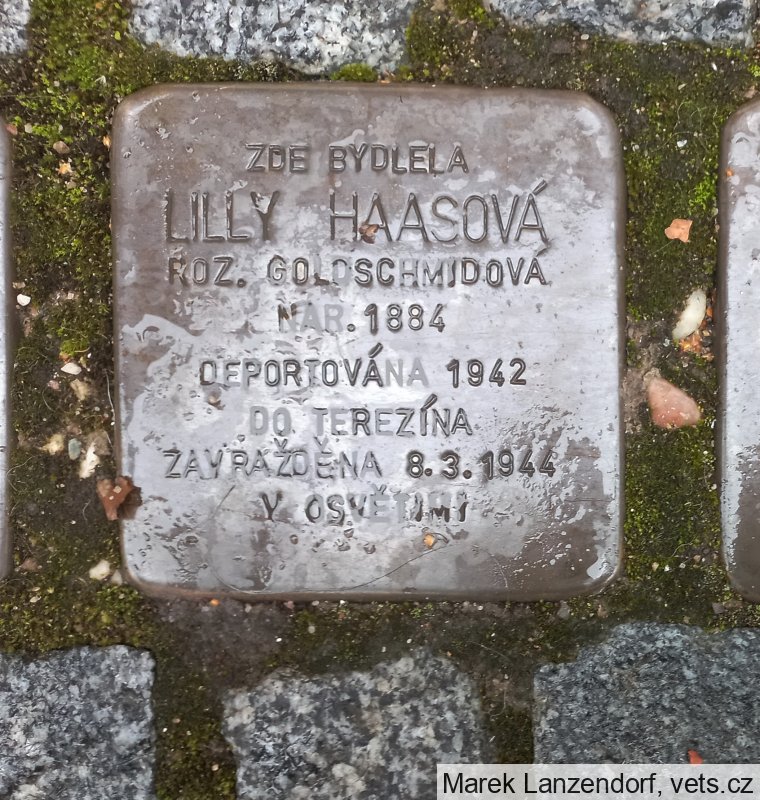 ZDE BYDLELA
LILLY HAASOVÁ
ROZ. GOLDSCHMIDOVÁ
NAR. 1884
DEPORTOVÁNA 1942
DO TEREZÍNA
ZAVRAŽDĚNA 8.3.1944
V OSVĚTIMI
Marek Lanzendorf, vets.cz